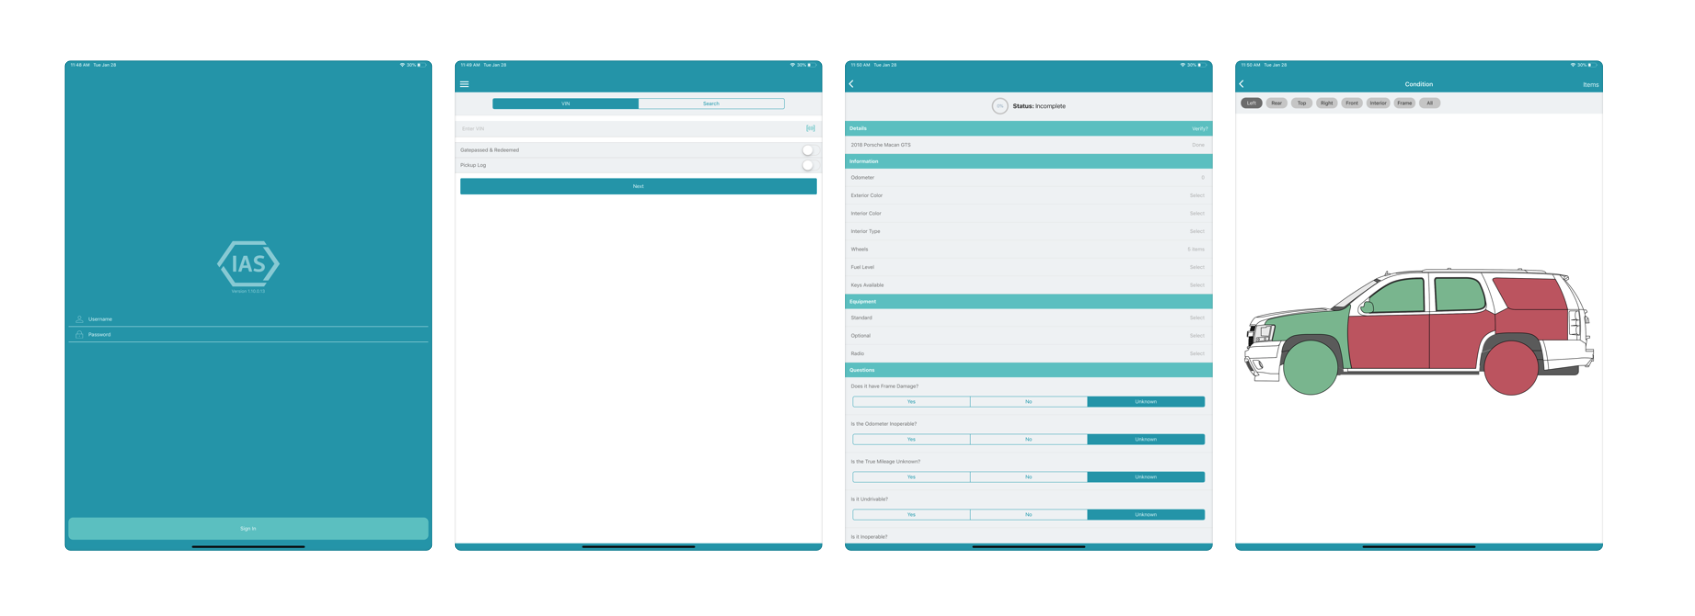 11:48 AM Tue Jan 28
30%
IAS
Username
Password
Sign In
11:49 AM Tue Jan 28
30%
VIN
Search
Enter VIN
Gatepassed & Redeemed
Pickup Log
Next
11:50 AM Tue Jan 28
30%
0%
Status: Incomplete
Details
Verify?
2018 Porsche Macan GTS
Done
Information
Odometer
0
Exterior Color
Select
Interior Color
Select
Interior Type
Select
Wheels
0 items
Fuel Level
Select
Keys Available
Select
Equipment
Standard
Select
Optional
Select
Radio
Select
Questions
Does it have Frame Damage?
Yes
No
Unknown
Is the Odometer Inoperable?
Yes
No
Unknown
Is the True Mileage Unknown?
Yes
No
Unknown
Is it Undrivable?
Yes
No
Unknown
Is it Inoperable?
11:50 AM Tue Jan 28
30%
Condition
Items
Left
Rear
Top
Right
Front
Interior
Frame
All